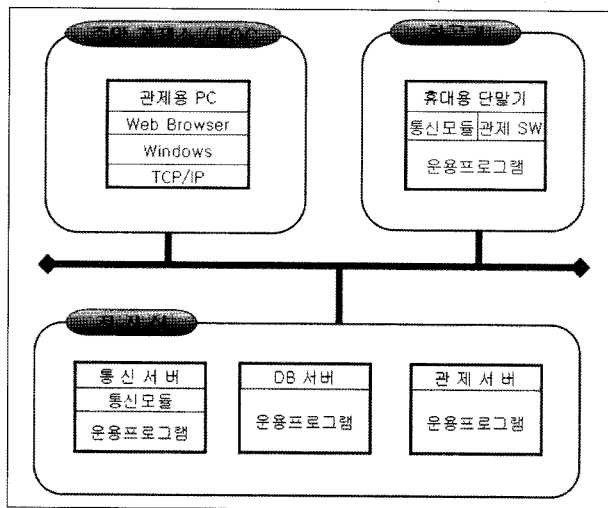 관제용 PC
Web Browser
Windows
TCP/IP
휴대용 단말기
통신모듈 관제 SW
운용프로그램
전산실
통신서버
통신모듈
운용프로그램
DB 서버
운용프로그램
관제서버
운용프로그램